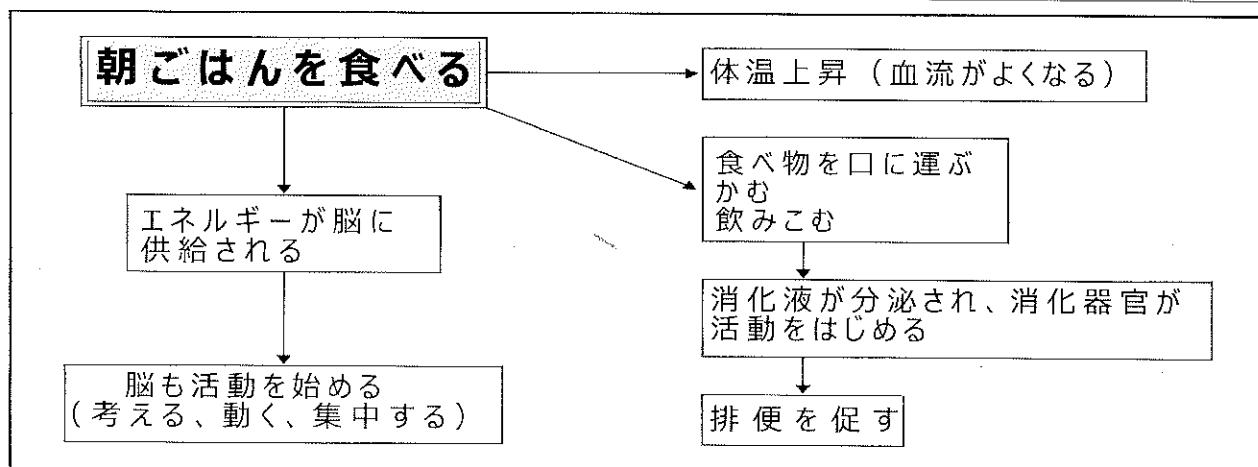 朝ごはんを食べる
体温上昇（血流がよくなる）
食べ物を口に運ぶ
かむ
飲みこむ
エネルギーが脳に
供給される
消化液が分泌され、消化器官が
活動をはじめる
脳も活動を始める
（考える、動く、集中する）
排便を促す